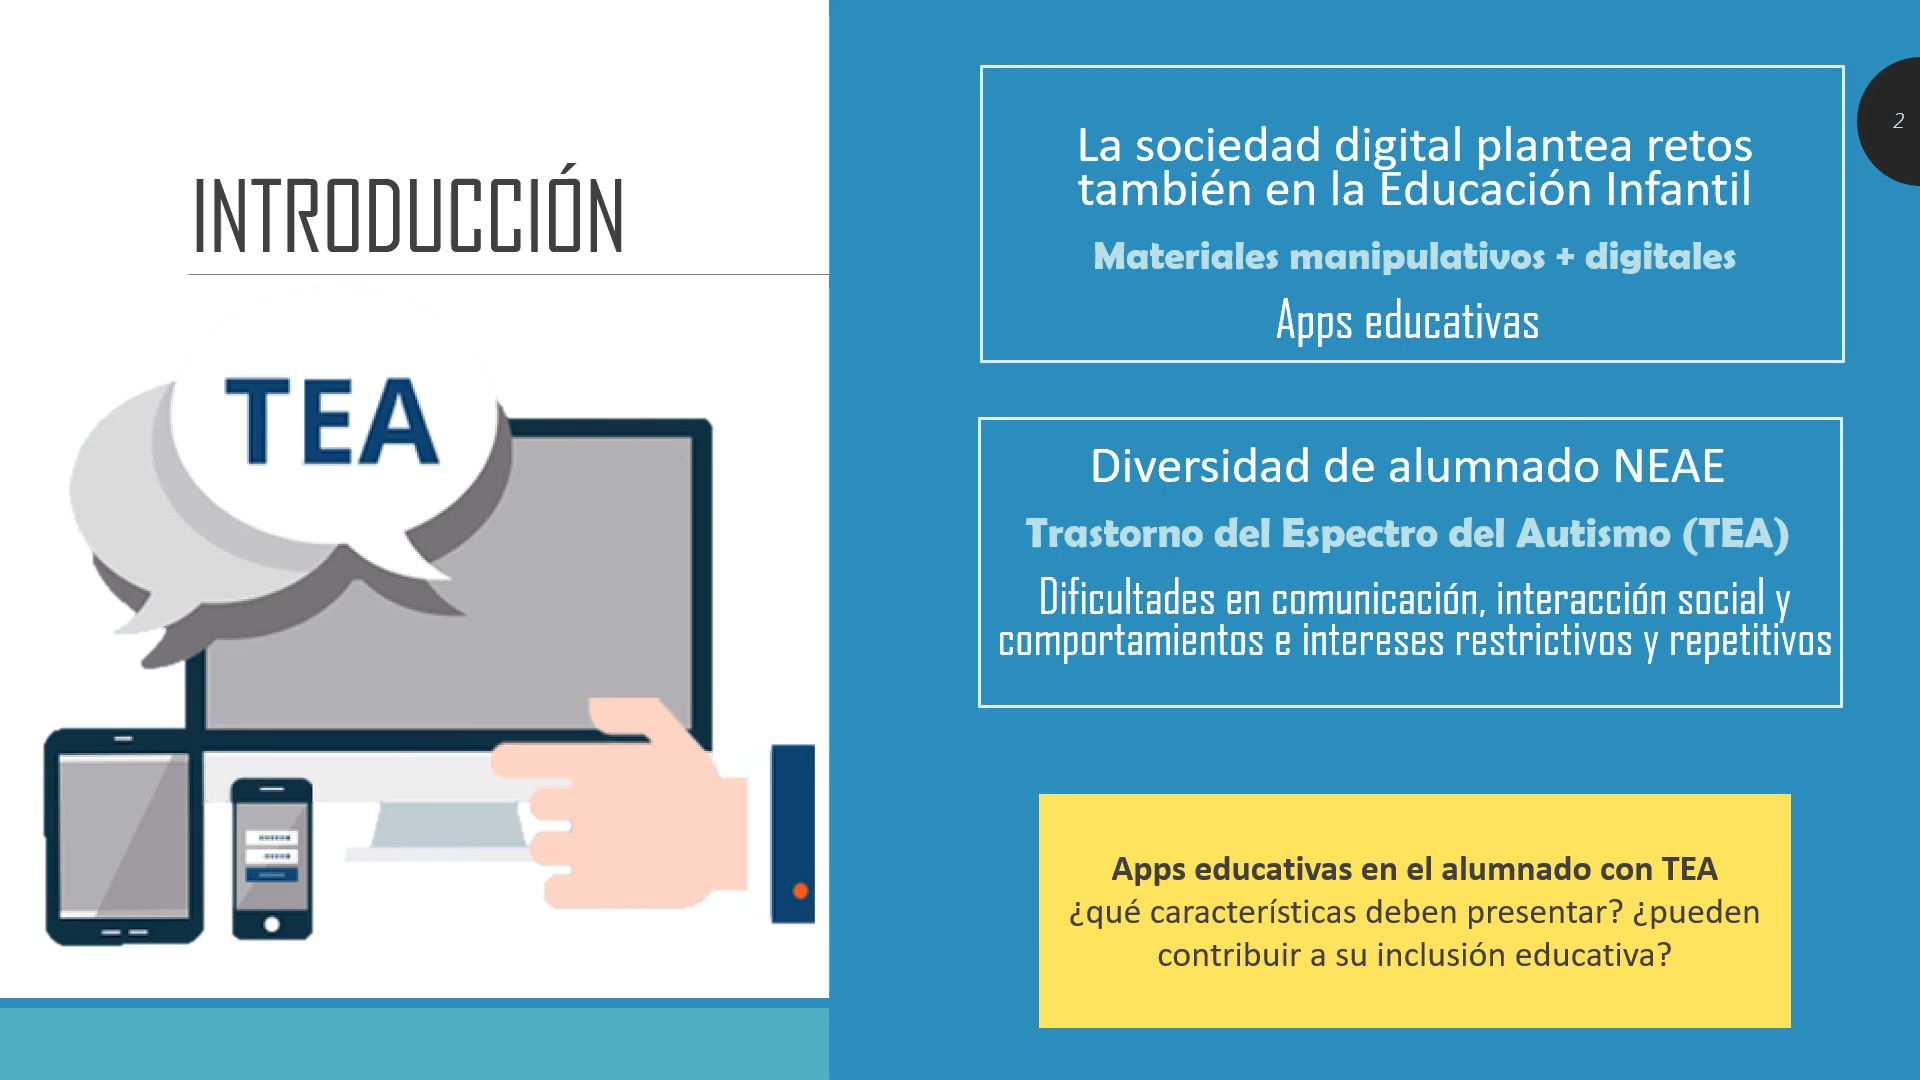 INTRODUCCIÓN
TEA
La sociedad digital plantea retos
también en la Educación Infantil
Materiales manipulativos + digitales
Apps educativas
Diversidad de alumnado NEAE
Trastorno del Espectro del Autismo (TEA)
Dificultades en comunicación, interacción social y
comportamientos e intereses restrictivos y repetitivos
Apps educativas en el alumnado con TEA
¿qué características deben presentar? ¿pueden
contribuir a su inclusión educativa?
2